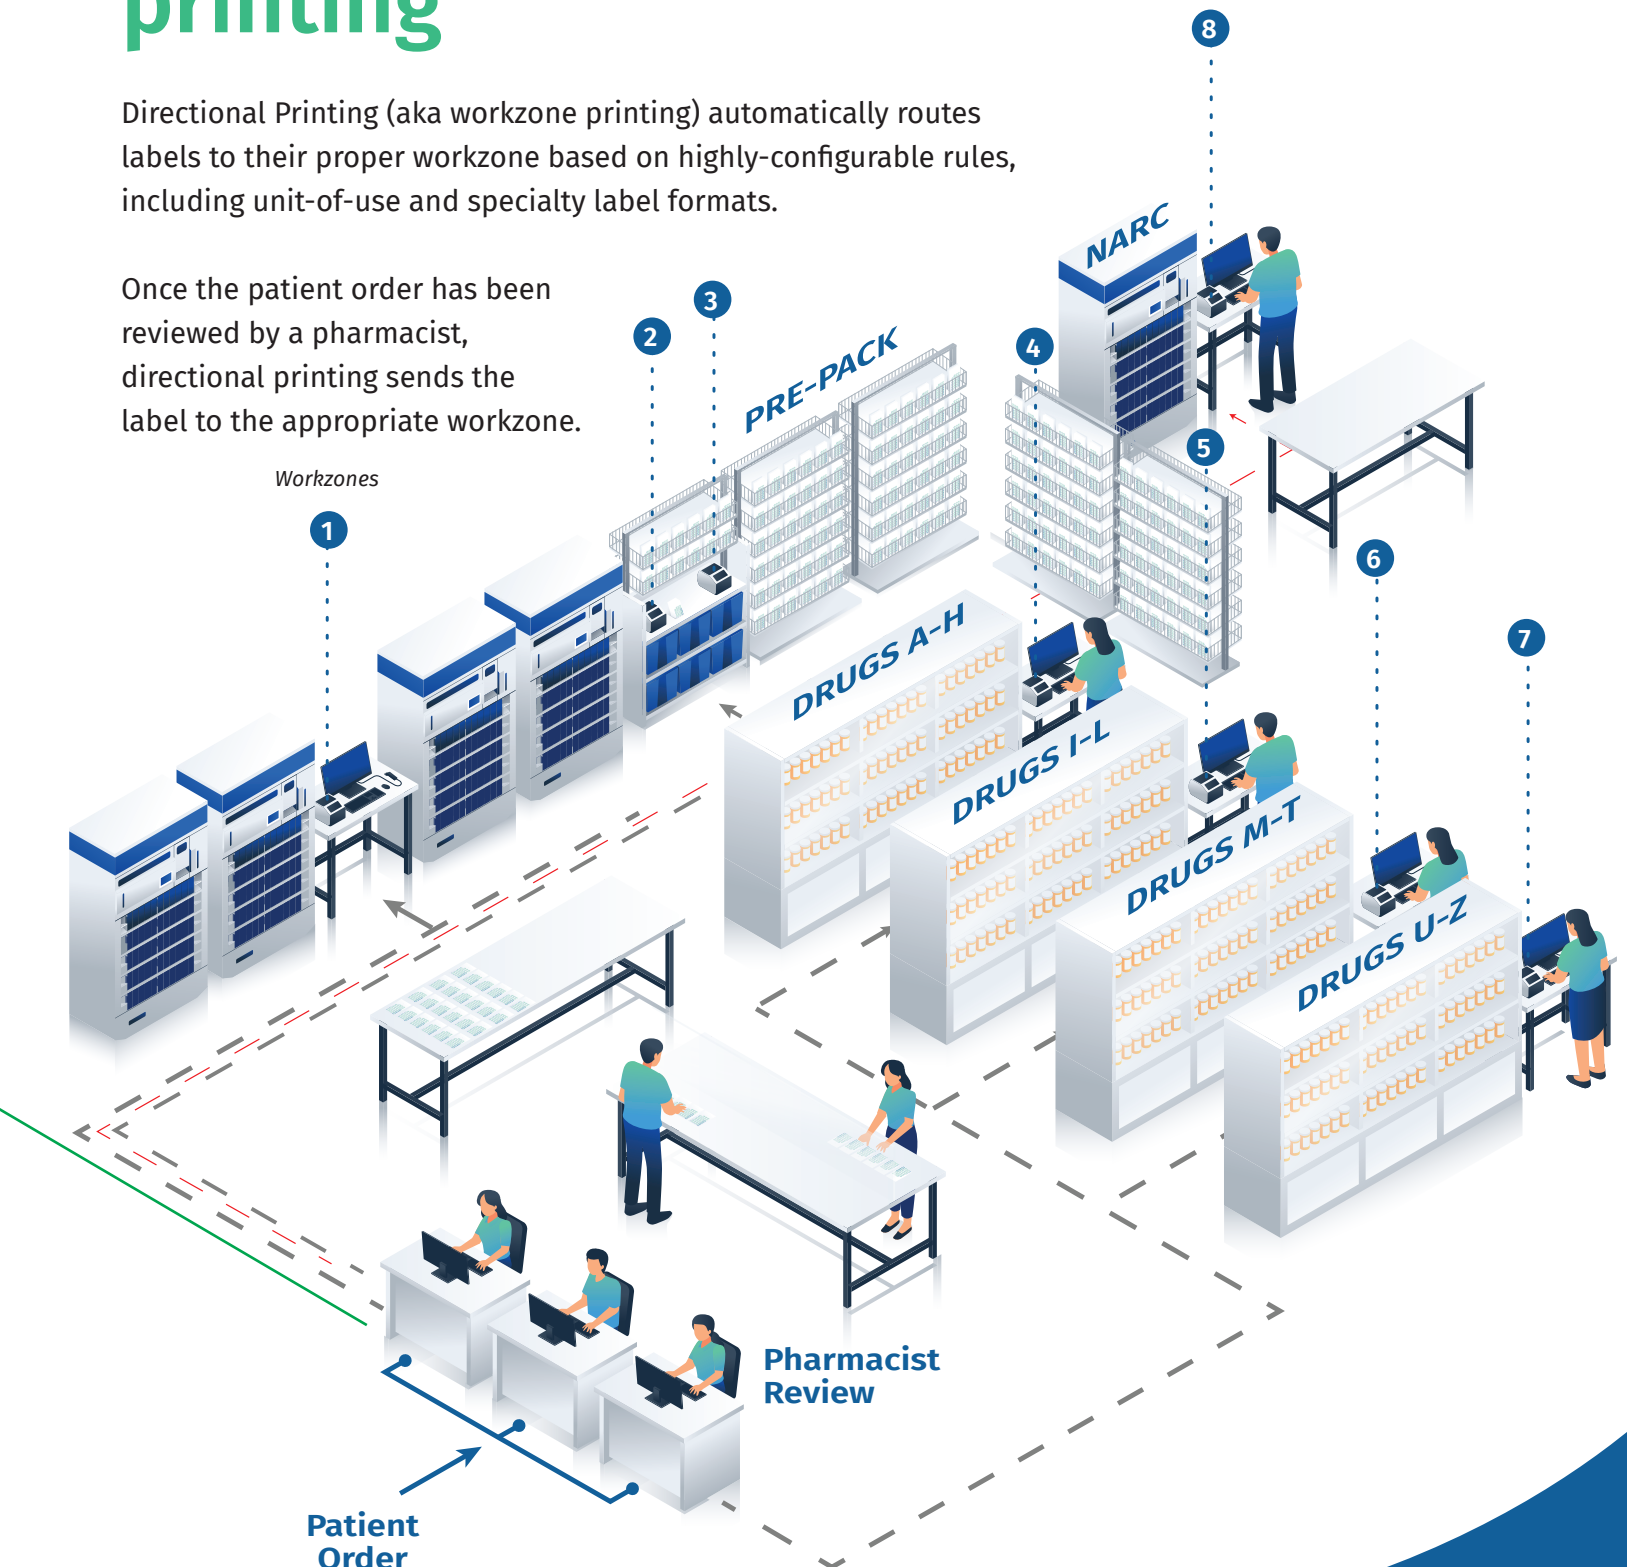 printing
Directional Printing (aka workzone printing) automatically routes
labels to their proper workzone based on highly-configurable rules,
including unit-of-use and specialty label formats.
Once the patient order has been
reviewed by a pharmacist,
directional printing sends the
label to the appropriate workzone.
Workzones
1
2
3
4
5
6
7
8
PRE-PACK
NARC
DRUGS A-H
DRUGS I-L
DRUGS M-T
DRUGS U-Z
Pharmacist
Review
Patient
Order